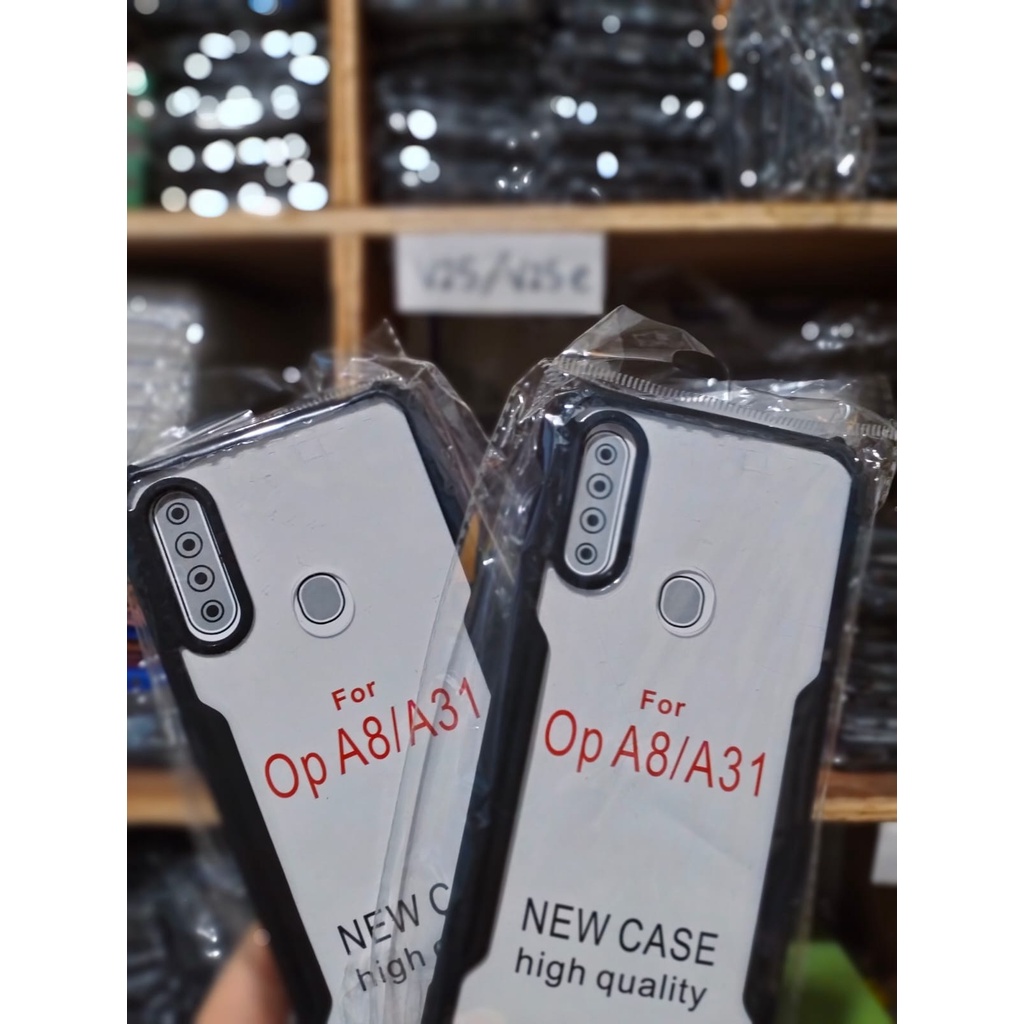 V25/V25e
For
Op A8/A31
NEW C
high
For
Op A8/A31
NEW CASE
high quality